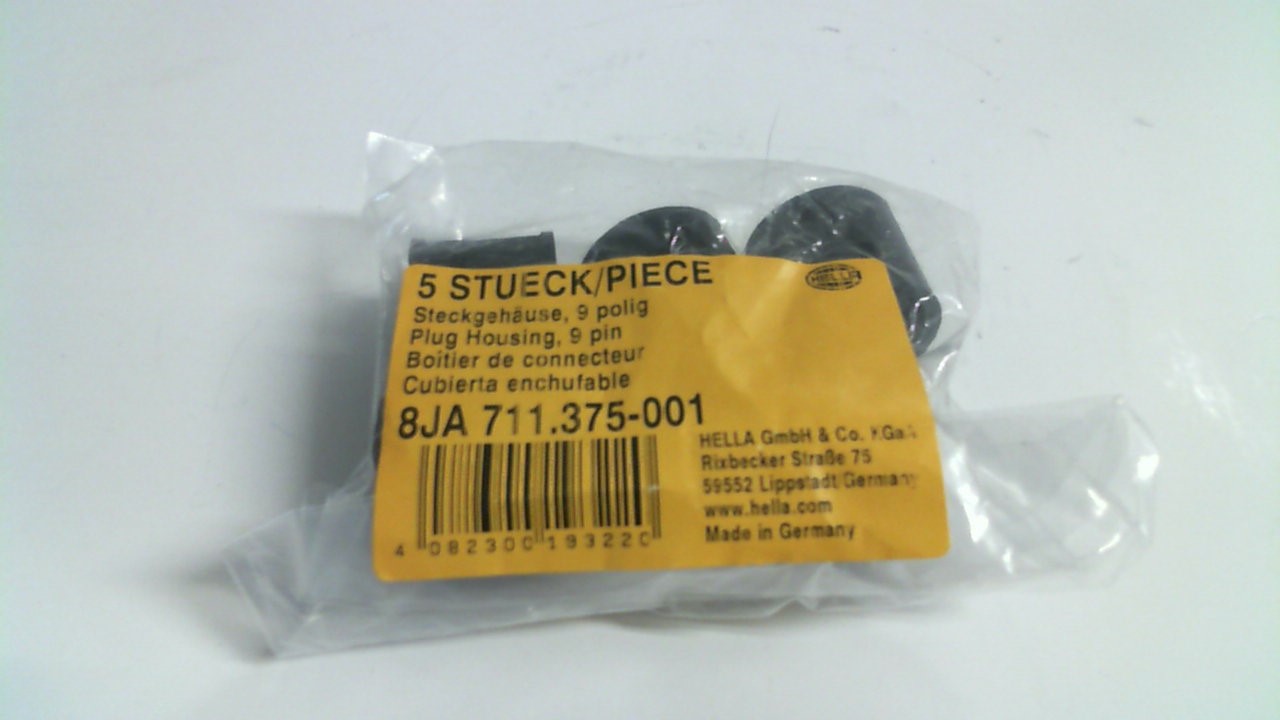 5 STUECK/PIECE
HELLA
Steckgehäuse, 9 polig
Plug Housing, 9 pin
Boîtier de connecteur
Cubierta enchufable
8JA 711.375-001
HELLA GmbH & Co. KGaA
Rixbecker Straße 75
59552 Lippstadt/Germany
www.hella.com
Made in Germany
4 082300 193220